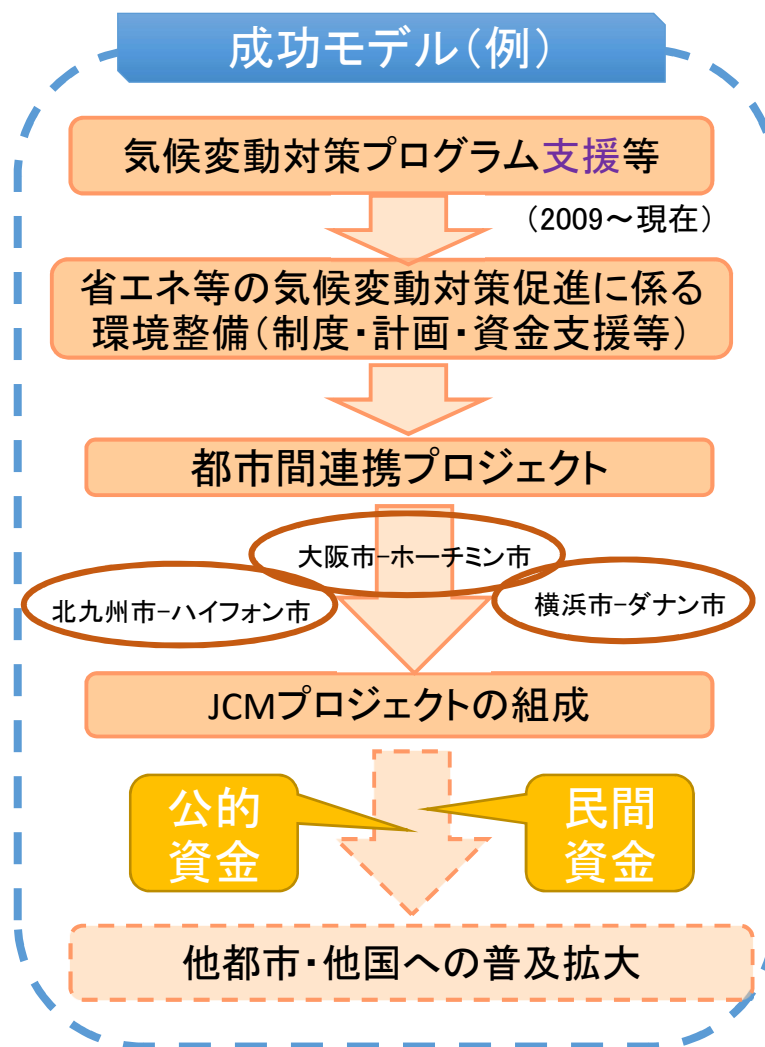 成功モデル(例)
気候変動対策プログラム支援等
(2009～現在)
省エネ等の気候変動対策促進に係る
環境整備(制度・計画・資金支援等)
都市間連携プロジェクト
大阪市-ホーチミン市
北九州市-ハイフォン市
横浜市-ダナン市
JCMプロジェクトの組成
公的
資金
民間
資金
他都市・他国への普及拡大